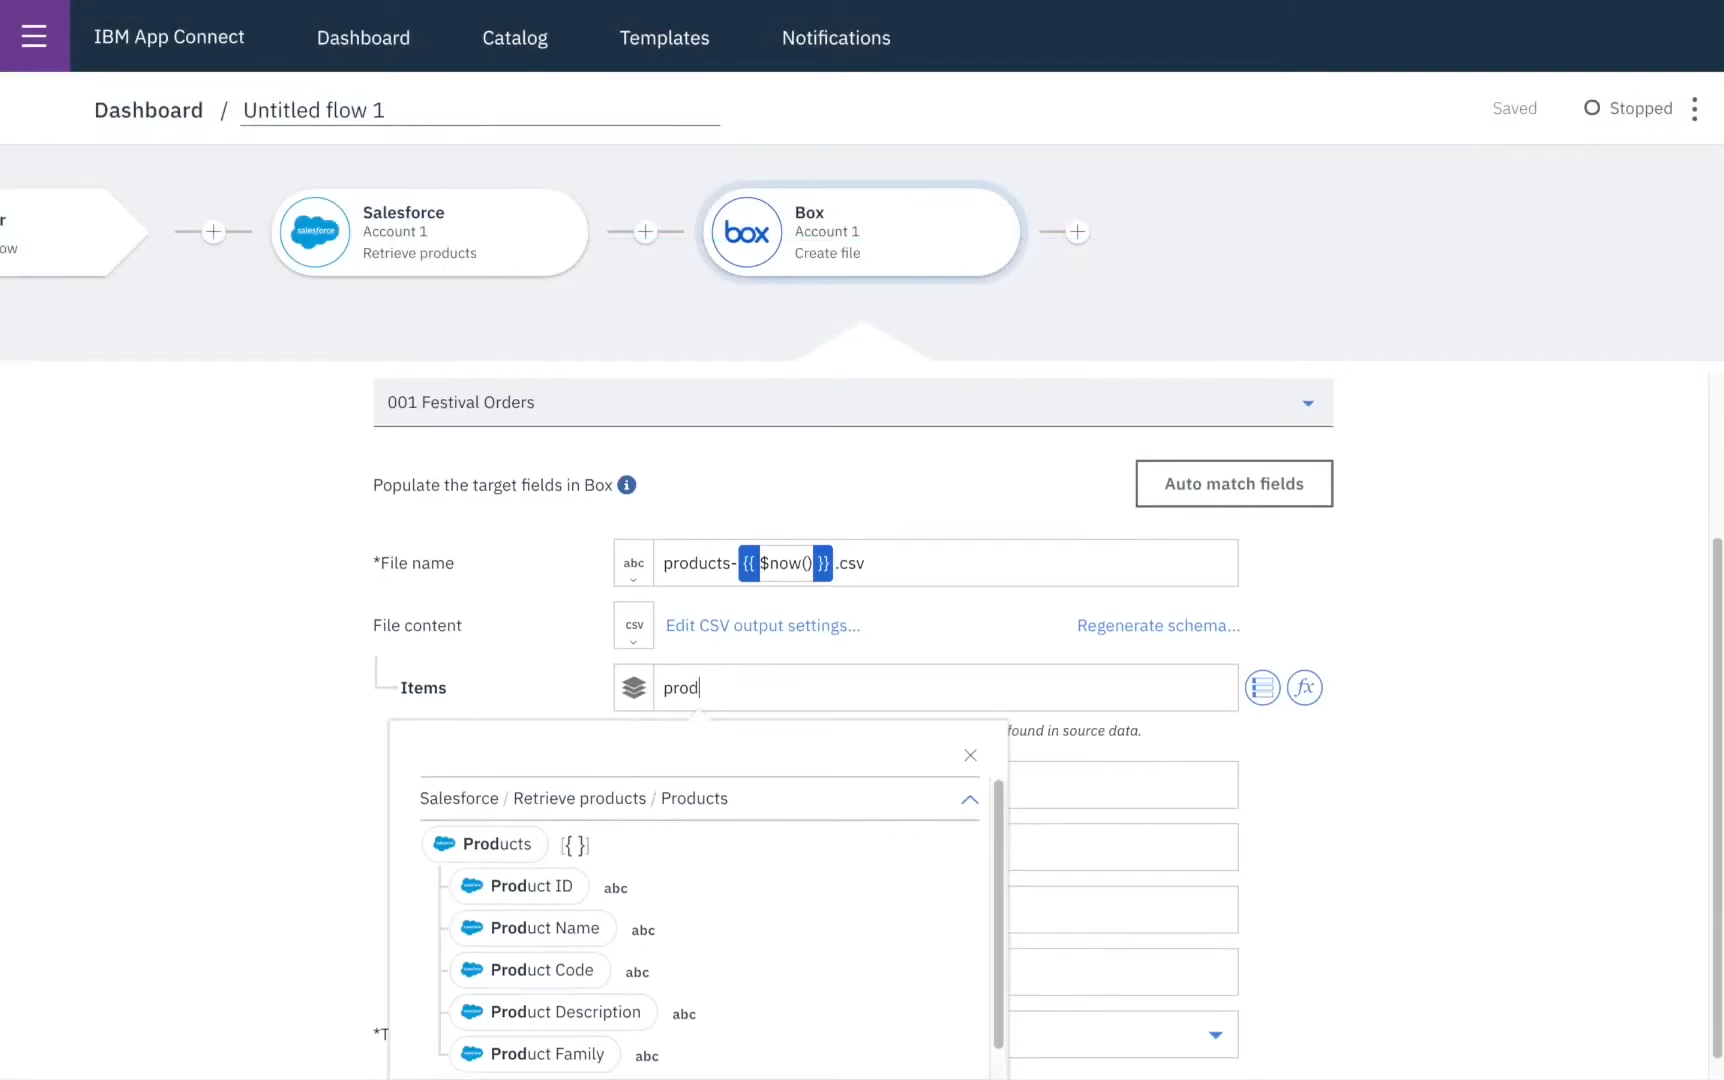 IBM App Connect
Dashboard
Catalog
Templates
Notifications
Dashboard / Untitled flow 1
Saved
Stopped
r
ow
salesforce
Salesforce
Account 1
Retrieve products
box
Box
Account 1
Create file
001 Festival Orders
Populate the target fields in Box
Auto match fields
*File name
abc
products-{{$now()}}.csv
File content
csv
Edit CSV output settings...
Regenerate schema...
Items
prod
fx
found in source data.
Salesforce / Retrieve products / Products
Products [{ }]
Product ID abc
Product Name abc
Product Code abc
Product Description abc
*T
Product Family abc